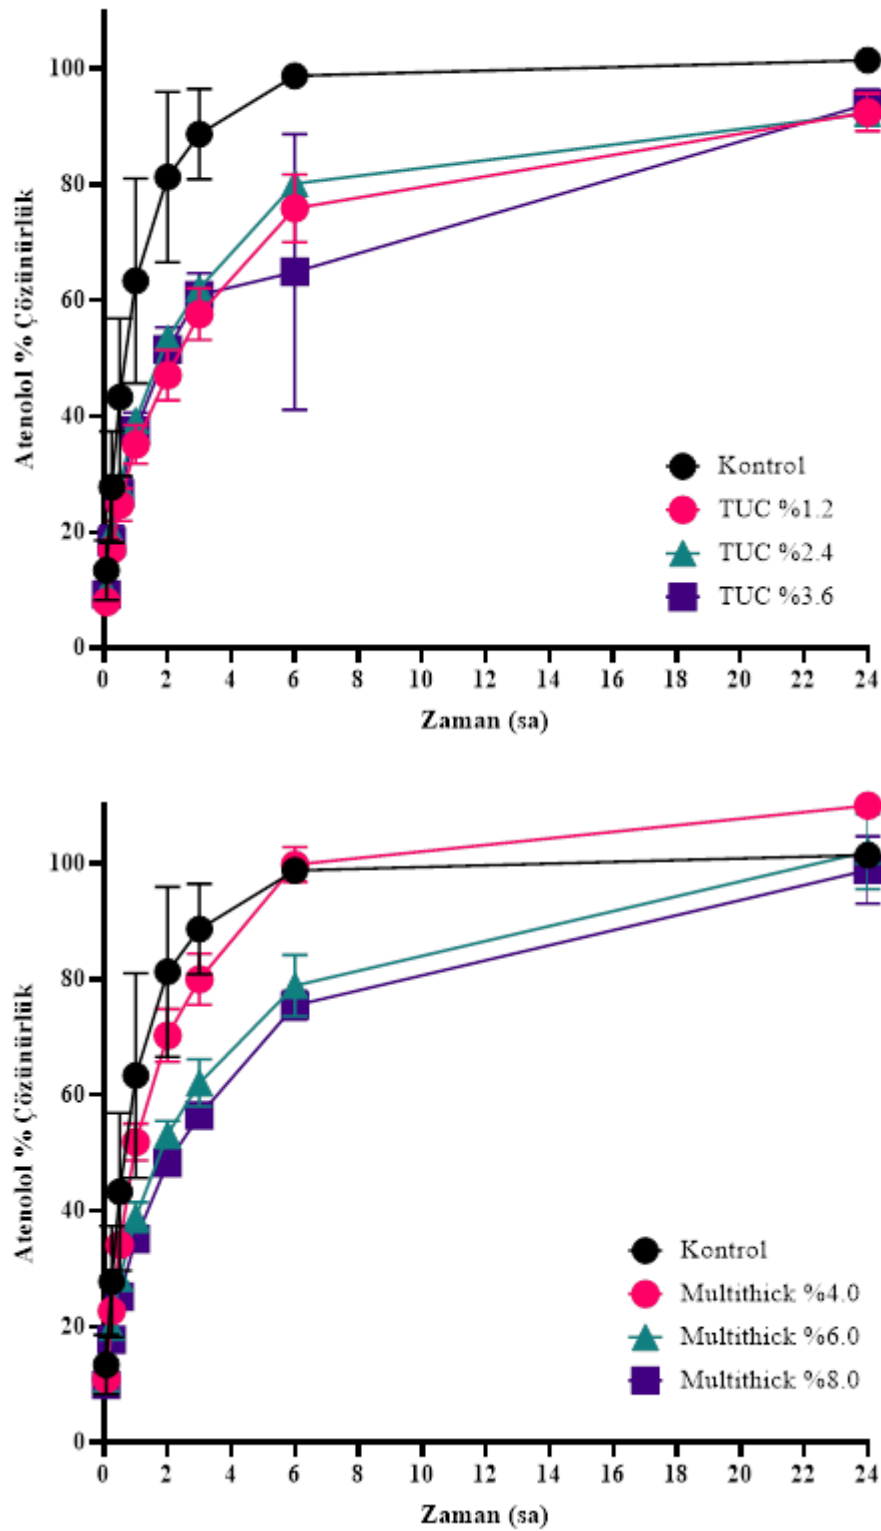 100
80
60
40
20
0
Atenolol % Çözünürlük
Kontrol
TUC %1.2
TUC %2.4
TUC %3.6
0 2 4 6 8 10 12 14 16 18 20 22 24
Zaman (sa)
100
80
60
40
20
0
Atenolol % Çözünürlük
Kontrol
Multithick %4.0
Multithick %6.0
Multithick %8.0
0 2 4 6 8 10 12 14 16 18 20 22 24
Zaman (sa)